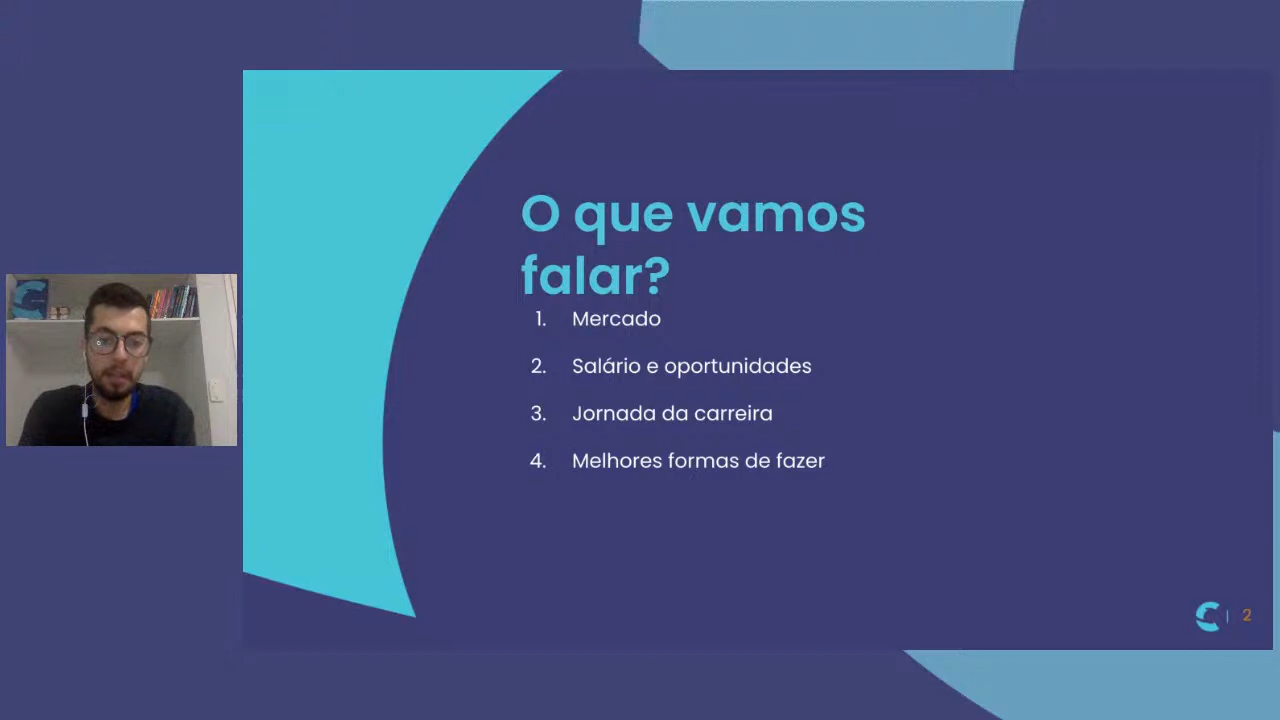 O que vamos
falar?
1. Mercado
2. Salário e oportunidades
3. Jornada da carreira
4. Melhores formas de fazer
2